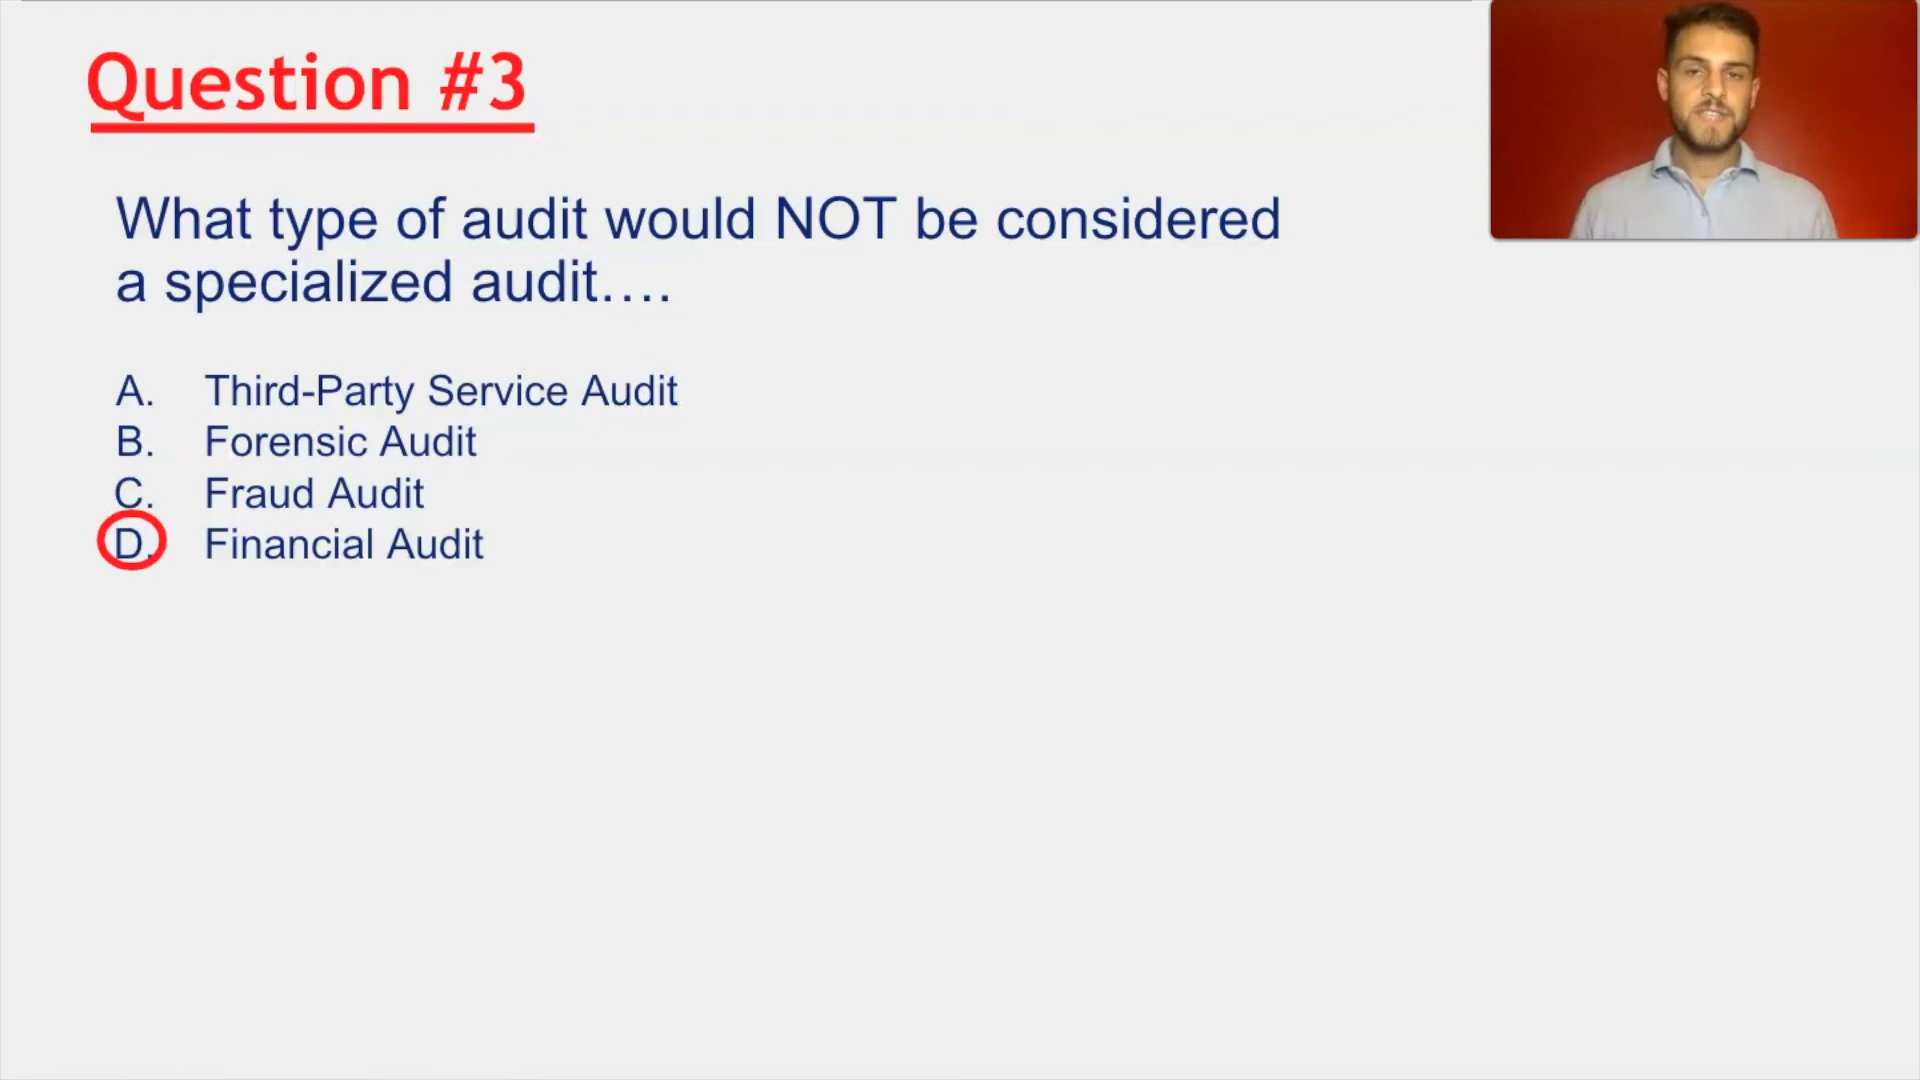 Question #3
What type of audit would NOT be considered
a specialized audit....
A. Third-Party Service Audit
B. Forensic Audit
C. Fraud Audit
D. Financial Audit